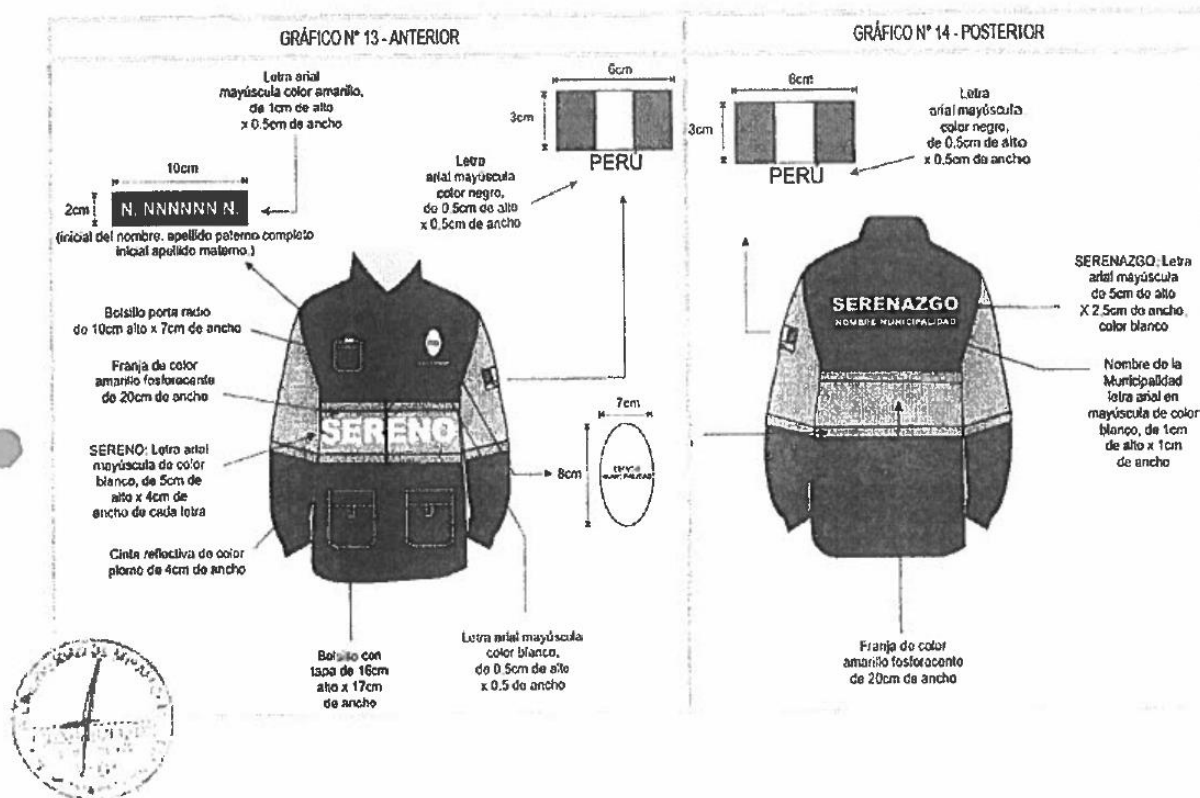 GRÁFICO N° 13 - ANTERIOR
Letra arial
mayúscula color amarillo,
de 1cm de alto
x 0.5cm de ancho
10cm
2cm
N. NNNNNN N.
(inicial del nombre, apellido paterno completo
inicial apellido materno.)
6cm
3cm
PERÚ
Letra
arial mayúscula
color negro,
de 0.5cm de alto
x 0.5cm de ancho
Bolsillo porta radio
de 10cm alto x 7cm de ancho
Franja de color
amarillo fosforecente
de 20cm de ancho
SERENO: Letra arial
mayúscula de color
blanco, de 5cm de
alto x 4cm de
ancho de cada letra
Cinta reflectiva de color
plomo de 4cm de ancho
SERENO
7cm
8cm
MUNICIPALIDAD
Bolsillo con
tapa de 16cm
alto x 17cm
de ancho
Letra arial mayúscula
color blanco,
de 0.5cm de alto
x 0.5 de ancho
GRÁFICO N° 14 - POSTERIOR
6cm
3cm
PERÚ
Letra
arial mayúscula
color negro,
de 0.5cm de alto
x 0.5cm de ancho
SERENAZGO
NOMBRE MUNICIPALIDAD
SERENAZGO: Letra
arial mayúscula
de 5cm de alto
X 2.5cm de ancho,
color blanco
Nombre de la
Municipalidad
letra arial en
mayúscula de color
blanco, de 1cm
de alto x 1cm
de ancho
Franja de color
amarillo fosforecente
de 20cm de ancho